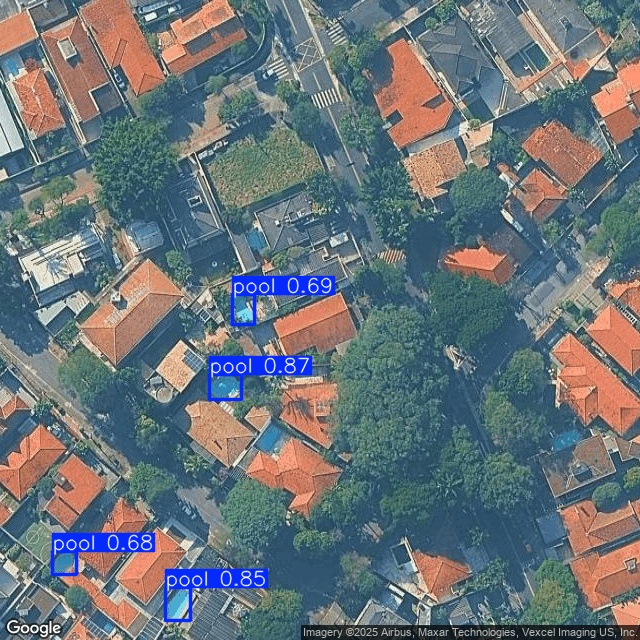 pool 0.69
pool 0.87
pool 0.68
pool 0.85
Google
Imagery ©2025 Airbus, Maxar Technologies, Vexcel Imaging US, Inc.